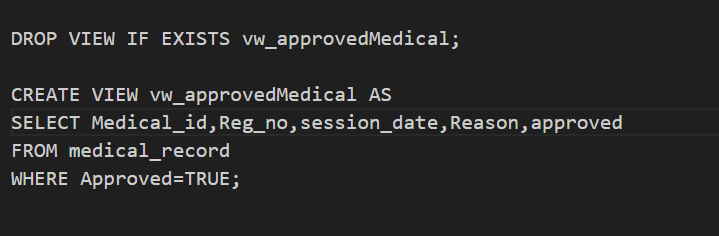 DROP VIEW IF EXISTS vw_approvedMedical;
CREATE VIEW vw_approvedMedical AS
SELECT Medical_id,Reg_no,session_date,Reason,approved
FROM medical_record
WHERE Approved=TRUE;